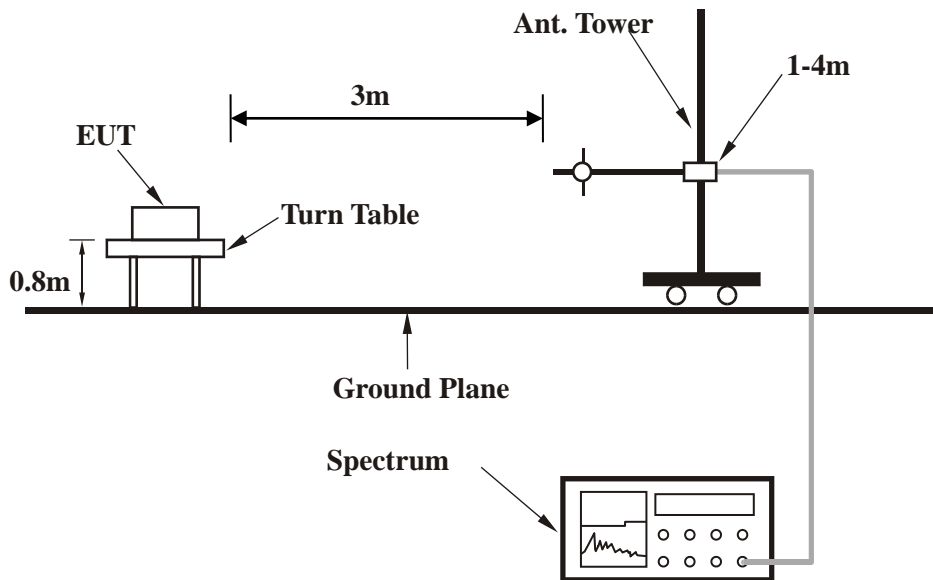 Ant. Tower
1-4m
3m
EUT
Turn Table
0.8m
Ground Plane
Spectrum